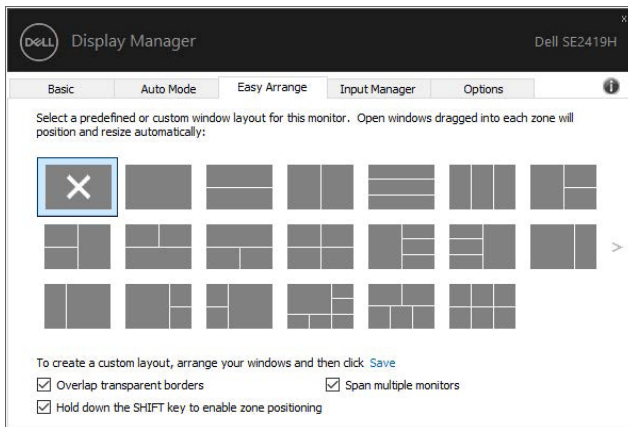 x
DELL Display Manager Dell SE2419H
Basic Auto Mode Easy Arrange Input Manager Options i
Select a predefined or custom window layout for this monitor. Open windows dragged into each zone will
position and resize automatically:
>
To create a custom layout, arrange your windows and then click Save
Overlap transparent borders Span multiple monitors
Hold down the SHIFT key to enable zone positioning